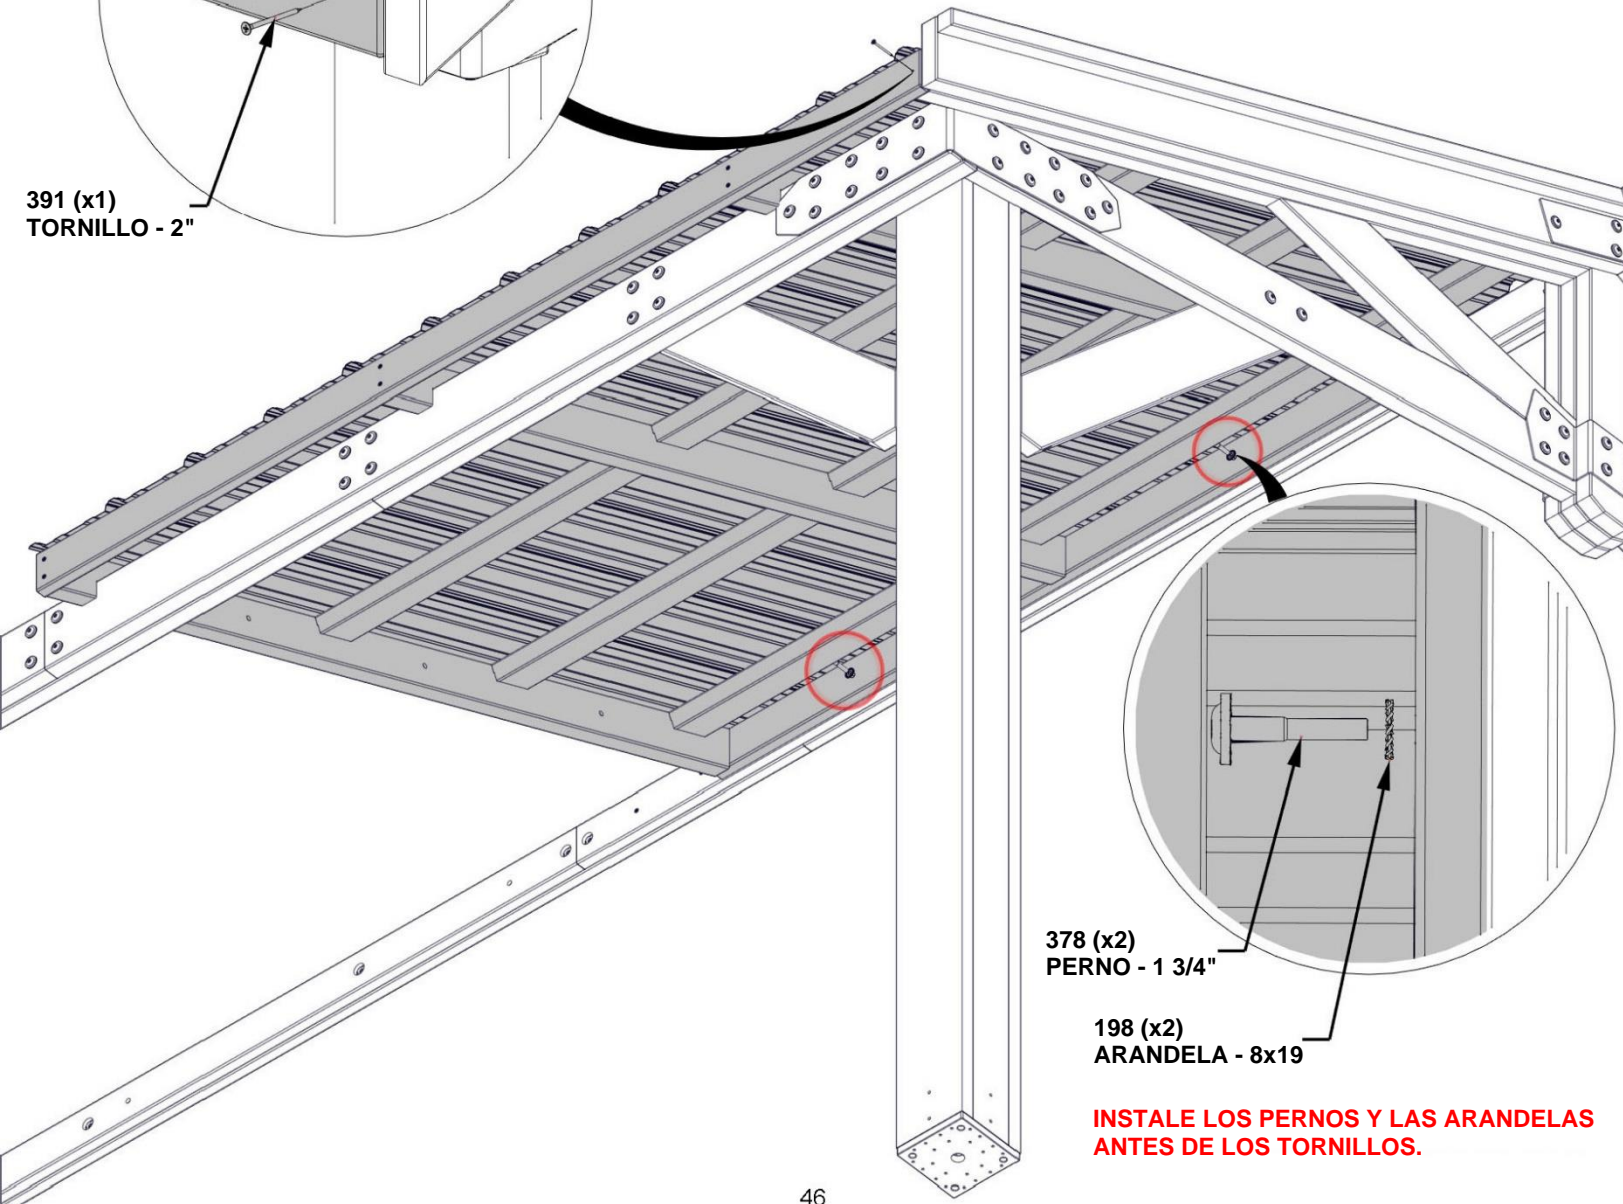 391 (x1)
TORNILLO - 2"
378 (x2)
PERNO - 1 3/4"
198 (x2)
ARANDELA - 8x19
INSTALE LOS PERNOS Y LAS ARANDELAS
ANTES DE LOS TORNILLOS.
46